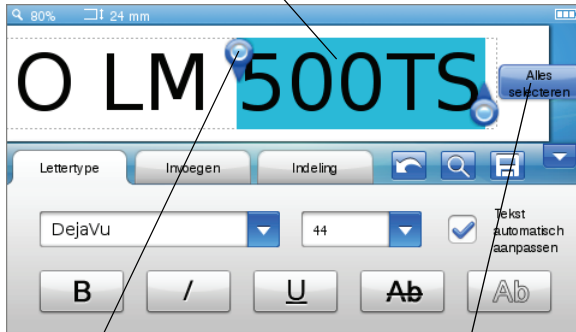 80% 24 mm
O LM 500TS
Alles
selecteren
Lettertype Invoegen Indeling
DejaVu 44 Tekst
automatisch
aanpassen
B I U Ab Ab